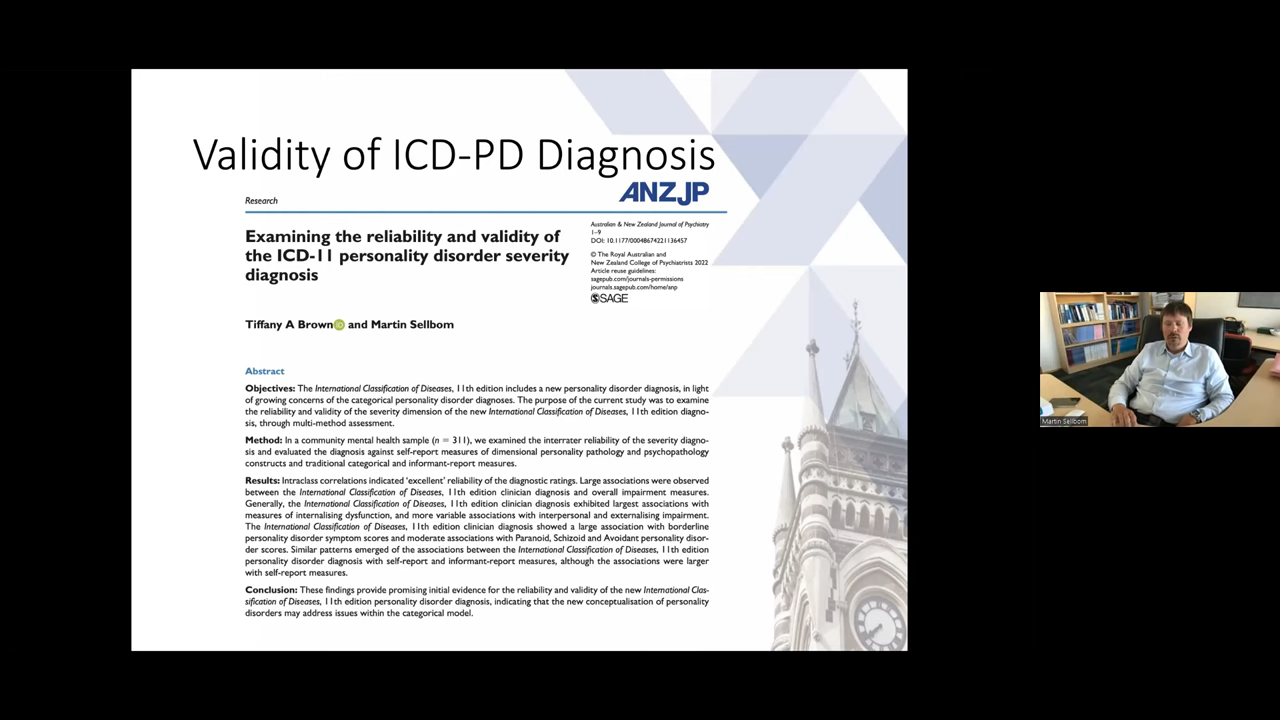 Validity of ICD-PD Diagnosis
ANZJP
Research
Australian & New Zealand Journal of Psychiatry
1–9
DOI: 10.1177/00048674221136457
© The Royal Australian and
New Zealand College of Psychiatrists 2022
Article reuse guidelines:
sagepub.com/journals-permissions
journals.sagepub.com/home/anp
SAGE
Examining the reliability and validity of
the ICD-11 personality disorder severity
diagnosis
Tiffany A Brown iD and Martin Sellbom
Abstract
Objectives: The International Classification of Diseases, 11th edition includes a new personality disorder diagnosis, in light
of growing concerns of the categorical personality disorder diagnoses. The purpose of the current study was to examine
the reliability and validity of the severity dimension of the new International Classification of Diseases, 11th edition diagno-
sis, through multi-method assessment.
Method: In a community mental health sample (n = 311), we examined the interrater reliability of the severity diagno-
sis and evaluated the diagnosis against self-report measures of dimensional personality pathology and psychopathology
constructs and traditional categorical and informant-report measures.
Results: Intraclass correlations indicated ‘excellent’ reliability of the diagnostic ratings. Large associations were observed
between the International Classification of Diseases, 11th edition clinician diagnosis and overall impairment measures.
Generally, the International Classification of Diseases, 11th edition clinician diagnosis exhibited largest associations with
measures of internalising dysfunction, and more variable associations with interpersonal and externalising impairment.
The International Classification of Diseases, 11th edition clinician diagnosis showed a large association with borderline
personality disorder symptom scores and moderate associations with Paranoid, Schizoid and Avoidant personality disor-
der scores. Similar patterns emerged of the associations between the International Classification of Diseases, 11th edition
personality disorder diagnosis with self-report and informant-report measures, although the associations were larger
with self-report measures.
Conclusion: These findings provide promising initial evidence for the reliability and validity of the new International Clas-
sification of Diseases, 11th edition personality disorder diagnosis, indicating that the new conceptualisation of personality
disorders may address issues within the categorical model.
Martin Sellbom